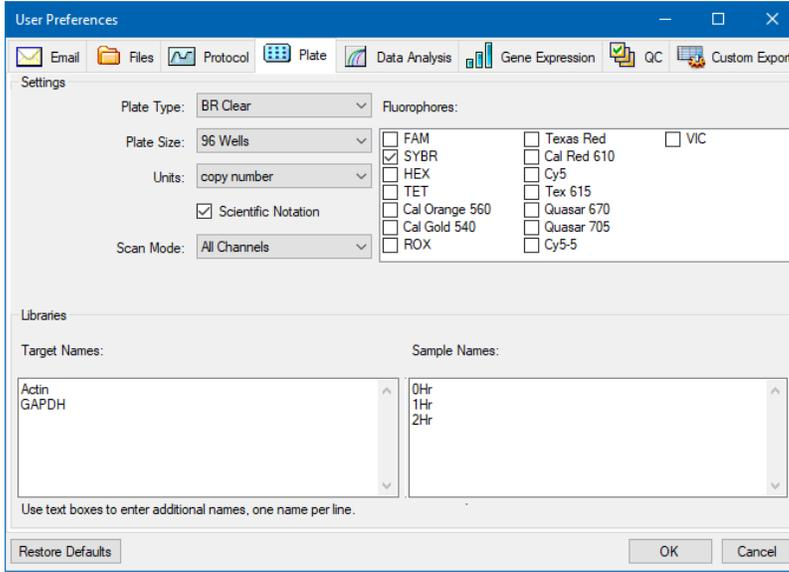 User Preferences
Email Files Protocol Plate Data Analysis Gene Expression QC Custom Export
Settings
Plate Type: BR Clear Fluorophores:
Plate Size: 96 Wells
Units: copy number
Scientific Notation
Scan Mode: All Channels
FAM Texas Red VIC
SYBR Cal Red 610
HEX Cy5
TET Tex 615
Cal Orange 560 Quasar 670
Cal Gold 540 Quasar 705
ROX Cy5-5
Libraries
Target Names: Sample Names:
Actin
GAPDH
0Hr
1Hr
2Hr
Use text boxes to enter additional names, one name per line.
Restore Defaults OK Cancel